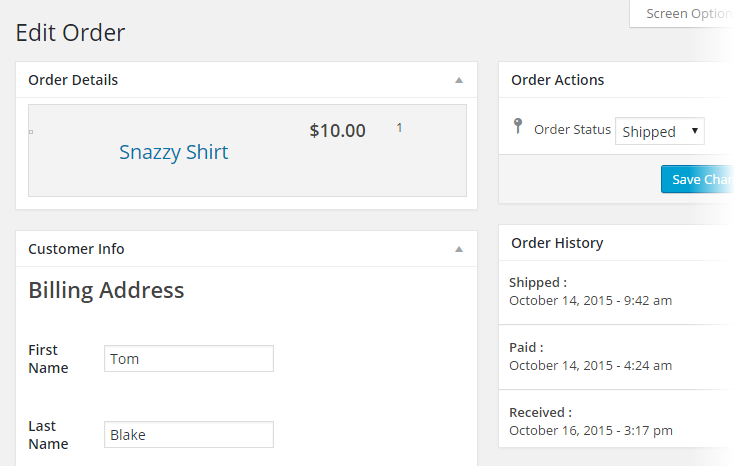 Screen Option
Edit Order
Order Details
$10.00
1
Snazzy Shirt
Customer Info
Billing Address
First
Name
Tom
Last
Name
Blake
Order Actions
Order Status
Shipped
Save Chan
Order History
Shipped :
October 14, 2015 - 9:42 am
Paid :
October 14, 2015 - 4:24 am
Received :
October 16, 2015 - 3:17 pm